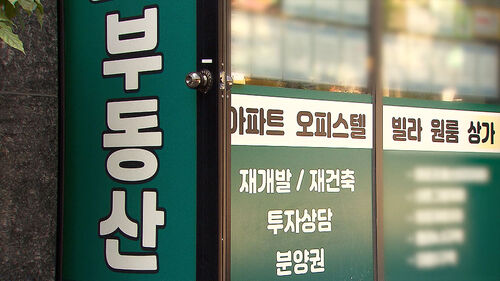 부동산
아파트 오피스텔
빌라 원룸 상가
재개발 / 재건축
투자상담
분양권